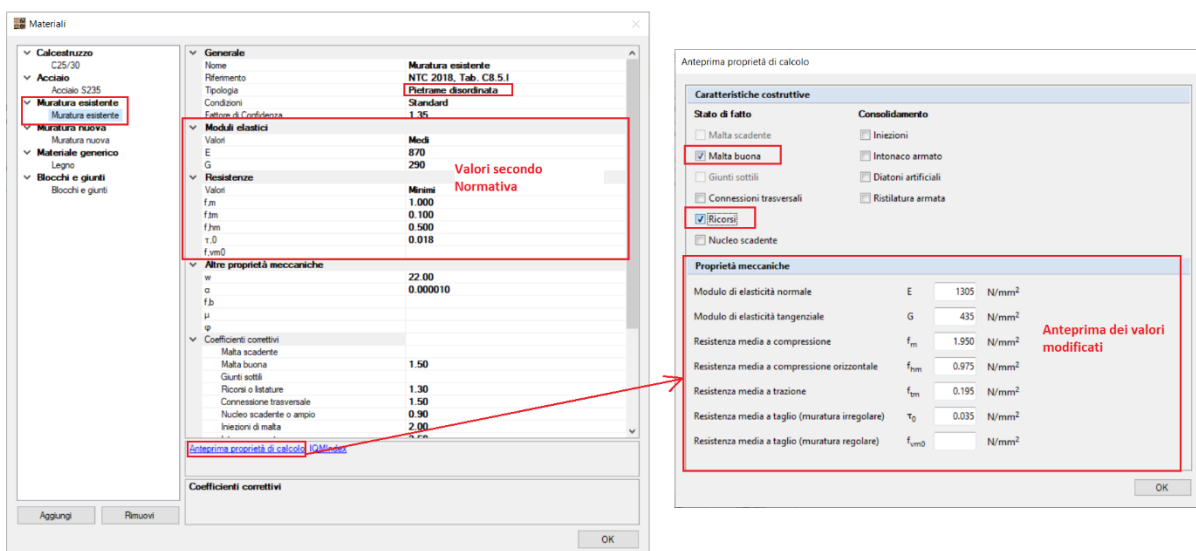 Materiali
Calcestruzzo
C25/30
Acciaio
Acciaio S235
Muratura esistente
Muratura esistente
Muratura nuova
Muratura nuova
Materiale generico
Legno
Blocchi e giunti
Blocchi e giunti
Aggiungi Rimuovi
Generale
Nome Muratura esistente
Riferimento NTC 2018, Tab. C8.5.I
Tipologia Pietrame disordinata
Condizioni Standard
Fattore di Confidenza 1.35
Moduli elastici
Valori Medi
E 870
G 290
Resistenze
Valori Minimi
f,m 1.000
f,tm 0.100
f,hm 0.500
τ,0 0.018
f,vm0
Valori secondo
Normativa
Altre proprietà meccaniche
w 22.00
α 0.000010
f,b
μ
φ
Coefficienti correttivi
Malta scadente
Malta buona 1.50
Giunti sottili
Ricorsi o listature 1.30
Connessione trasversale 1.50
Nucleo scadente o ampio 0.90
Iniezioni di malta 2.00
Anteprima proprietà di calcolo IQMIndex
Coefficienti correttivi
OK
Anteprima proprietà di calcolo
Caratteristiche costruttive
Stato di fatto Consolidamento
Malta scadente Iniezioni
Malta buona Intonaco armato
Giunti sottili Diatoni artificiali
Connessioni trasversali Ristilatura armata
Ricorsi
Nucleo scadente
Proprietà meccaniche
Modulo di elasticità normale E 1305 N/mm²
Modulo di elasticità tangenziale G 435 N/mm²
Resistenza media a compressione fm 1.950 N/mm²
Resistenza media a compressione orizzontale fhm 0.975 N/mm²
Resistenza media a trazione ftm 0.195 N/mm²
Resistenza media a taglio (muratura irregolare) τ0 0.035 N/mm²
Resistenza media a taglio (muratura regolare) fvm0 N/mm²
Anteprima dei valori
modificati
OK